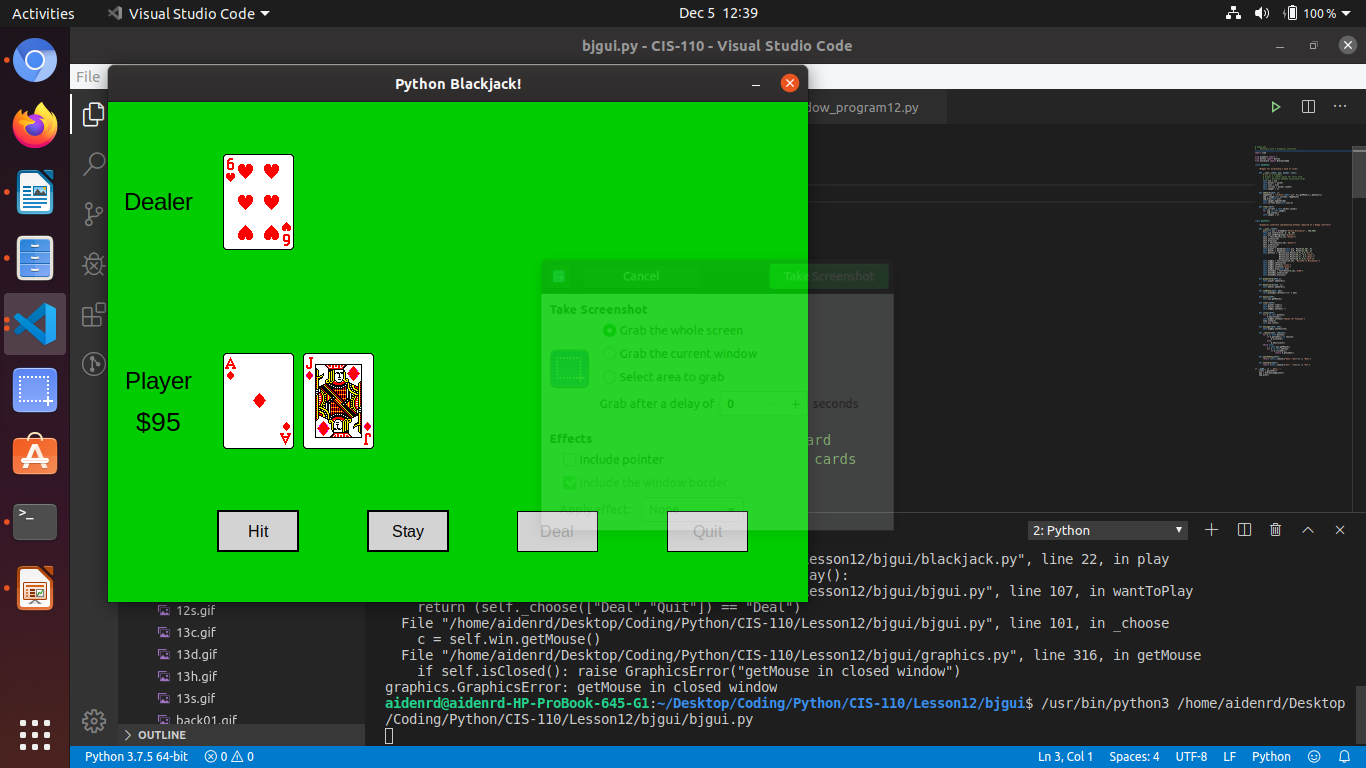 Activities
Visual Studio Code
Dec 5 12:39
100 %
bjgui.py - CIS-110 - Visual Studio Code
File
Python Blackjack!
dow_program12.py
6
Dealer
6
Cancel
Take Screenshot
Take Screenshot
Grab the whole screen
Grab the current window
Select area to grab
Grab after a delay of 0 + seconds
Effects
Include pointer
Include the window border
Apply effect: None
A
J
Player
$95
A
J
ard
cards
Hit
Stay
Deal
Quit
2: Python
esson12/bjgui/blackjack.py", line 22, in play
ay():
esson12/bjgui/bjgui.py", line 107, in wantToPlay
return (self._choose(["Deal","Quit"]) == "Deal")
File "/home/aidenrd/Desktop/Coding/Python/CIS-110/Lesson12/bjgui/bjgui.py", line 101, in _choose
c = self.win.getMouse()
File "/home/aidenrd/Desktop/Coding/Python/CIS-110/Lesson12/bjgui/graphics.py", line 316, in getMouse
if self.isClosed(): raise GraphicsError("getMouse in closed window")
graphics.GraphicsError: getMouse in closed window
aidenrd@aidenrd-HP-ProBook-645-G1:~/Desktop/Coding/Python/CIS-110/Lesson12/bjgui$ /usr/bin/python3 /home/aidenrd/Desktop
/Coding/Python/CIS-110/Lesson12/bjgui/bjgui.py
12s.gif
13c.gif
13d.gif
13h.gif
13s.gif
back01.gif
OUTLINE
Python 3.7.5 64-bit
0
0
Ln 3, Col 1
Spaces: 4
UTF-8
LF
Python